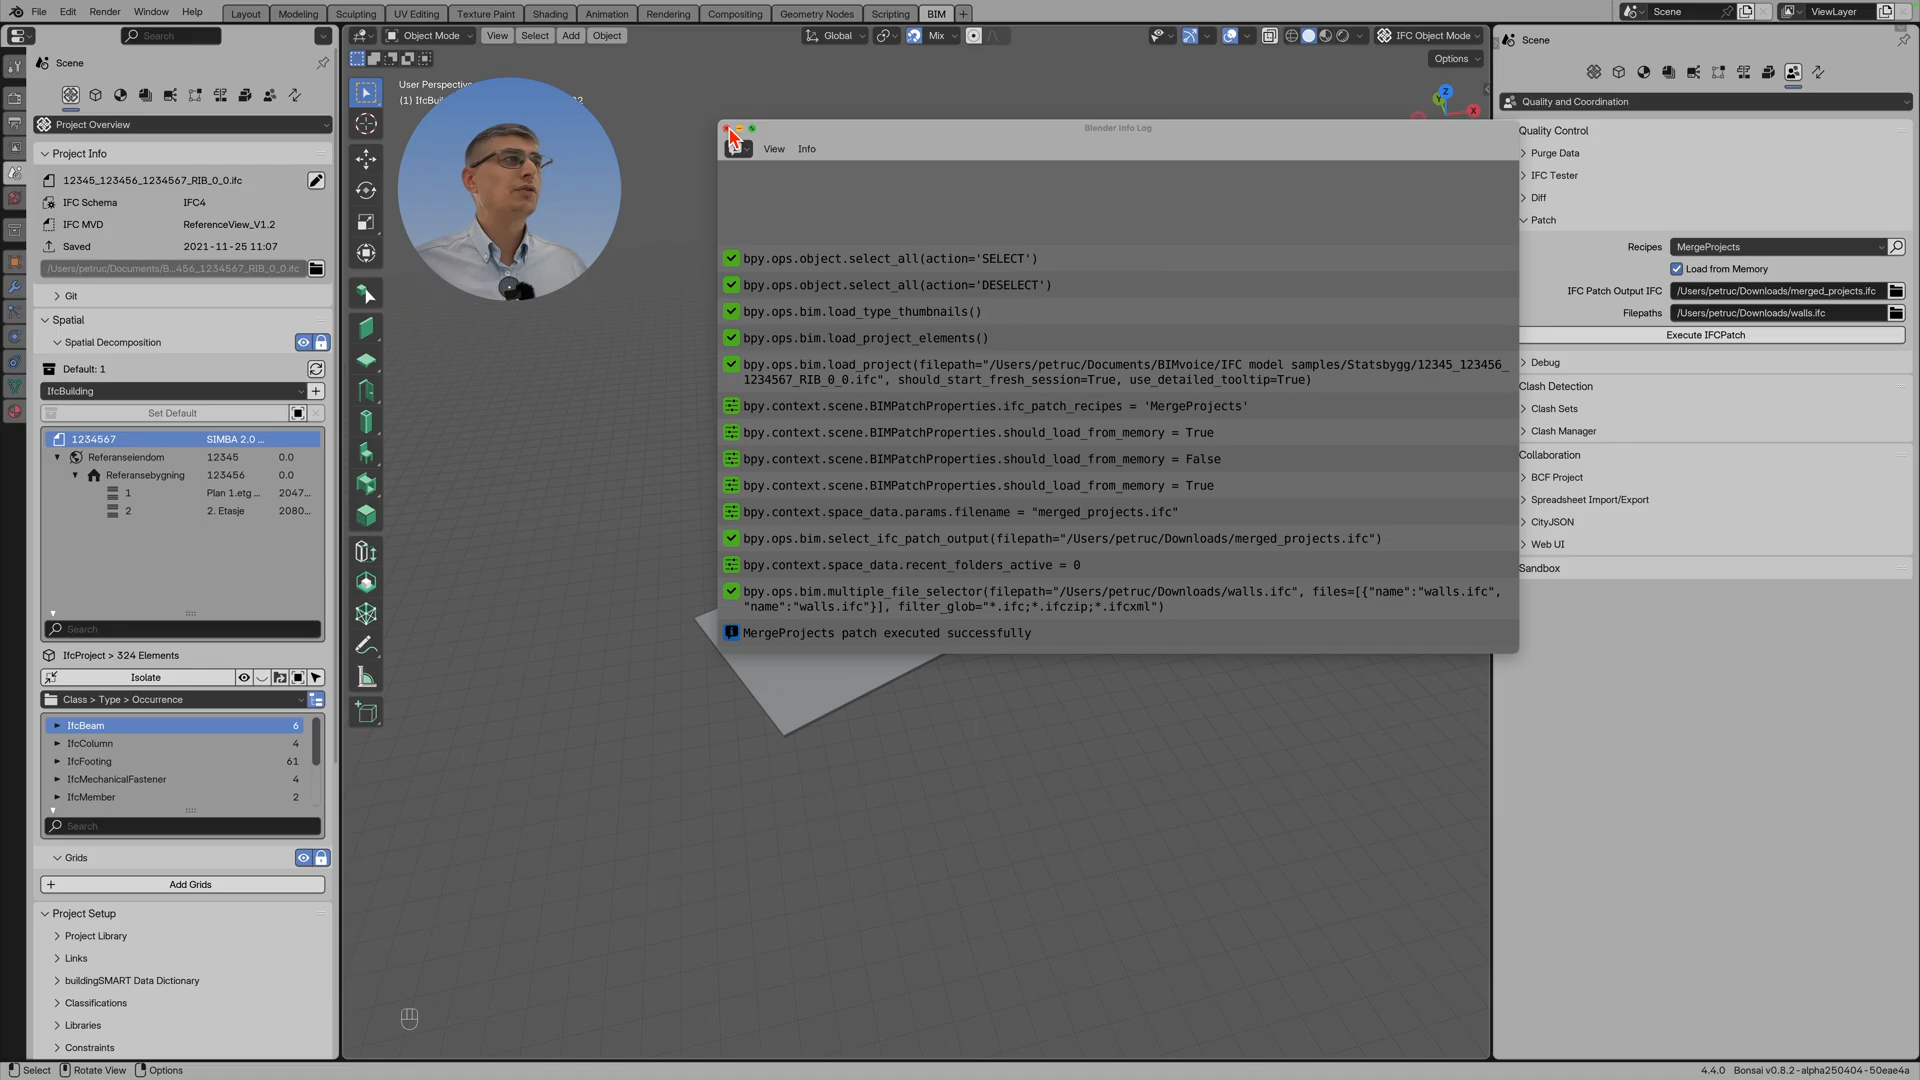 File Edit Render Window Help
Layout Modeling Sculpting UV Editing Texture Paint Shading Animation Rendering Compositing Geometry Nodes Scripting BIM
Scene
ViewLayer
Search
Object Mode
View Select Add Object
Global
Mix
IFC Object Mode
Options
Scene
Project Overview
Project Info
12345_123456_1234567_RIB_0_0.ifc
IFC Schema IFC4
IFC MVD ReferenceView_V1.2
Saved 2021-11-25 11:07
/Users/petruc/Documents/B...456_1234567_RIB_0_0.ifc
Git
Spatial
Spatial Decomposition
Default: 1
IfcBuilding
Set Default
1234567 SIMBA 2.0 ...
Referanseiendom 12345 0.0
Referansebygning 123456 0.0
1 Plan 1.etg ... 2047...
2 2. Etasje 2080...
Search
IfcProject > 324 Elements
Isolate
Class > Type > Occurrence
IfcBeam 6
IfcColumn 4
IfcFooting 61
IfcMechanicalFastener 4
IfcMember 2
Search
Grids
Add Grids
Project Setup
Project Library
Links
buildingSMART Data Dictionary
Classifications
Libraries
Constraints
User Perspec
(1) IfcBui
2
Z
Y
X
Blender Info Log
View Info
bpy.ops.object.select_all(action='SELECT')
bpy.ops.object.select_all(action='DESELECT')
bpy.ops.bim.load_type_thumbnails()
bpy.ops.bim.load_project_elements()
bpy.ops.bim.load_project(filepath="/Users/petruc/Documents/BIMvoice/IFC model samples/Statsbygg/12345_123456_
1234567_RIB_0_0.ifc", should_start_fresh_session=True, use_detailed_tooltip=True)
bpy.context.scene.BIMPatchProperties.ifc_patch_recipes = 'MergeProjects'
bpy.context.scene.BIMPatchProperties.should_load_from_memory = True
bpy.context.scene.BIMPatchProperties.should_load_from_memory = False
bpy.context.scene.BIMPatchProperties.should_load_from_memory = True
bpy.context.space_data.params.filename = "merged_projects.ifc"
bpy.ops.bim.select_ifc_patch_output(filepath="/Users/petruc/Downloads/merged_projects.ifc")
bpy.context.space_data.recent_folders_active = 0
bpy.ops.bim.multiple_file_selector(filepath="/Users/petruc/Downloads/walls.ifc", files=[{"name":"walls.ifc",
"name":"walls.ifc"}], filter_glob="*.ifc;*.ifczip;*.ifcxml")
MergeProjects patch executed successfully
Scene
Quality and Coordination
Quality Control
Purge Data
IFC Tester
Diff
Patch
Recipes MergeProjects
Load from Memory
IFC Patch Output IFC /Users/petruc/Downloads/merged_projects.ifc
Filepaths /Users/petruc/Downloads/walls.ifc
Execute IFCPatch
Debug
Clash Detection
Clash Sets
Clash Manager
Collaboration
BCF Project
Spreadsheet Import/Export
CityJSON
Web UI
Sandbox
Select Rotate View Options
4.4.0 Bonsai v0.8.2-alpha250404-50eae4a